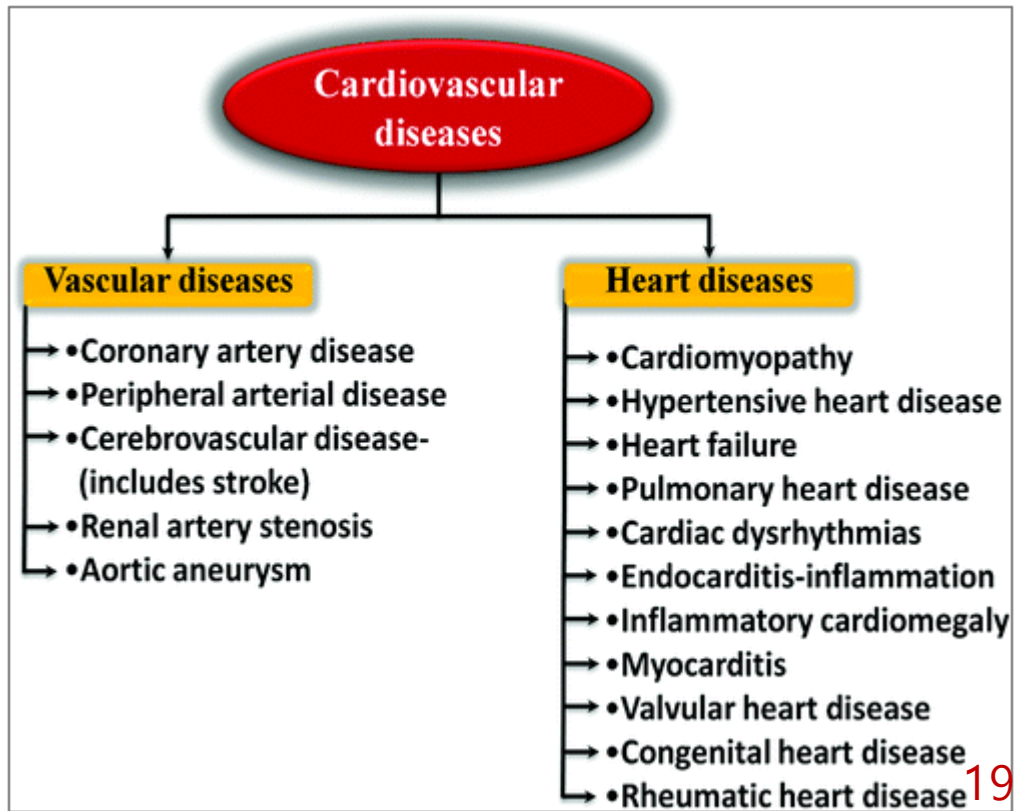 Cardiovascular
diseases
Vascular diseases
•Coronary artery disease
•Peripheral arterial disease
•Cerebrovascular disease-
(includes stroke)
•Renal artery stenosis
•Aortic aneurysm
Heart diseases
•Cardiomyopathy
•Hypertensive heart disease
•Heart failure
•Pulmonary heart disease
•Cardiac dysrhythmias
•Endocarditis-inflammation
•Inflammatory cardiomegaly
•Myocarditis
•Valvular heart disease
•Congenital heart disease
•Rheumatic heart disease
19